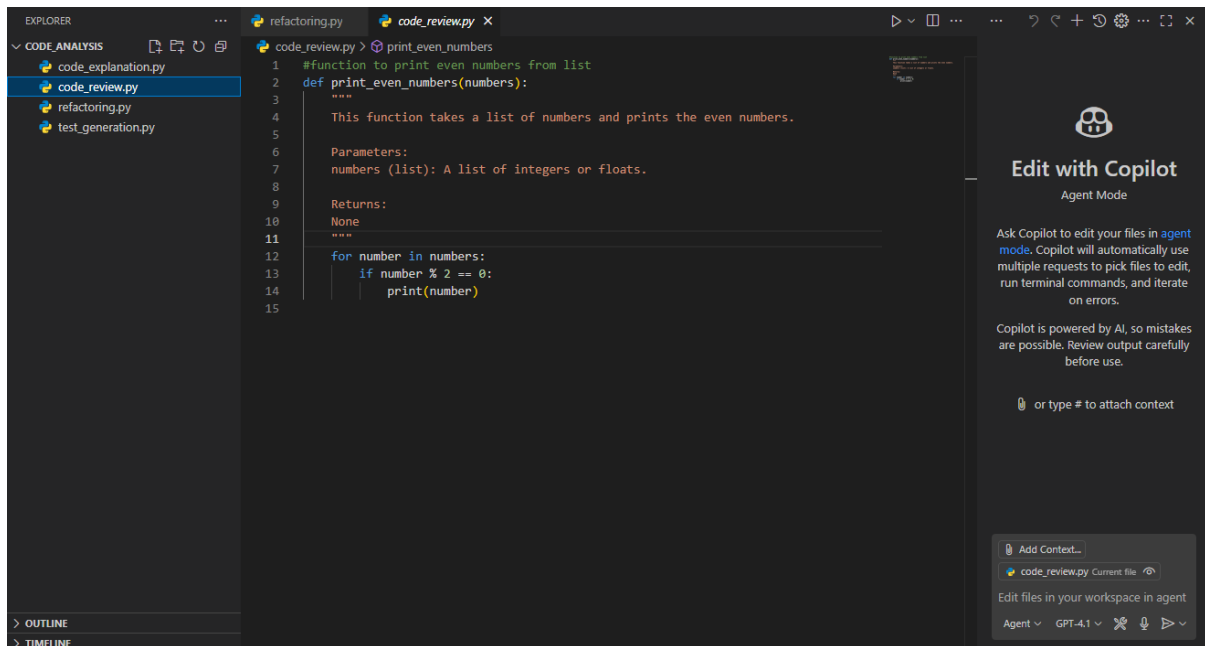 EXPLORER
CODE_ANALYSIS
code_explanation.py
code_review.py
refactoring.py
test_generation.py
OUTLINE
TIMELINE
refactoring.py
code_review.py
code_review.py > print_even_numbers
1 #function to print even numbers from list
2 def print_even_numbers(numbers):
3 """
4 This function takes a list of numbers and prints the even numbers.
5
6 Parameters:
7 numbers (list): A list of integers or floats.
8
9 Returns:
10 None
11 """
12 for number in numbers:
13 if number % 2 == 0:
14 print(number)
15
Edit with Copilot
Agent Mode
Ask Copilot to edit your files in agent
mode. Copilot will automatically use
multiple requests to pick files to edit,
run terminal commands, and iterate
on errors.
Copilot is powered by AI, so mistakes
are possible. Review output carefully
before use.
or type # to attach context
Add Context...
code_review.py Current file
Edit files in your workspace in agent
Agent GPT-4.1